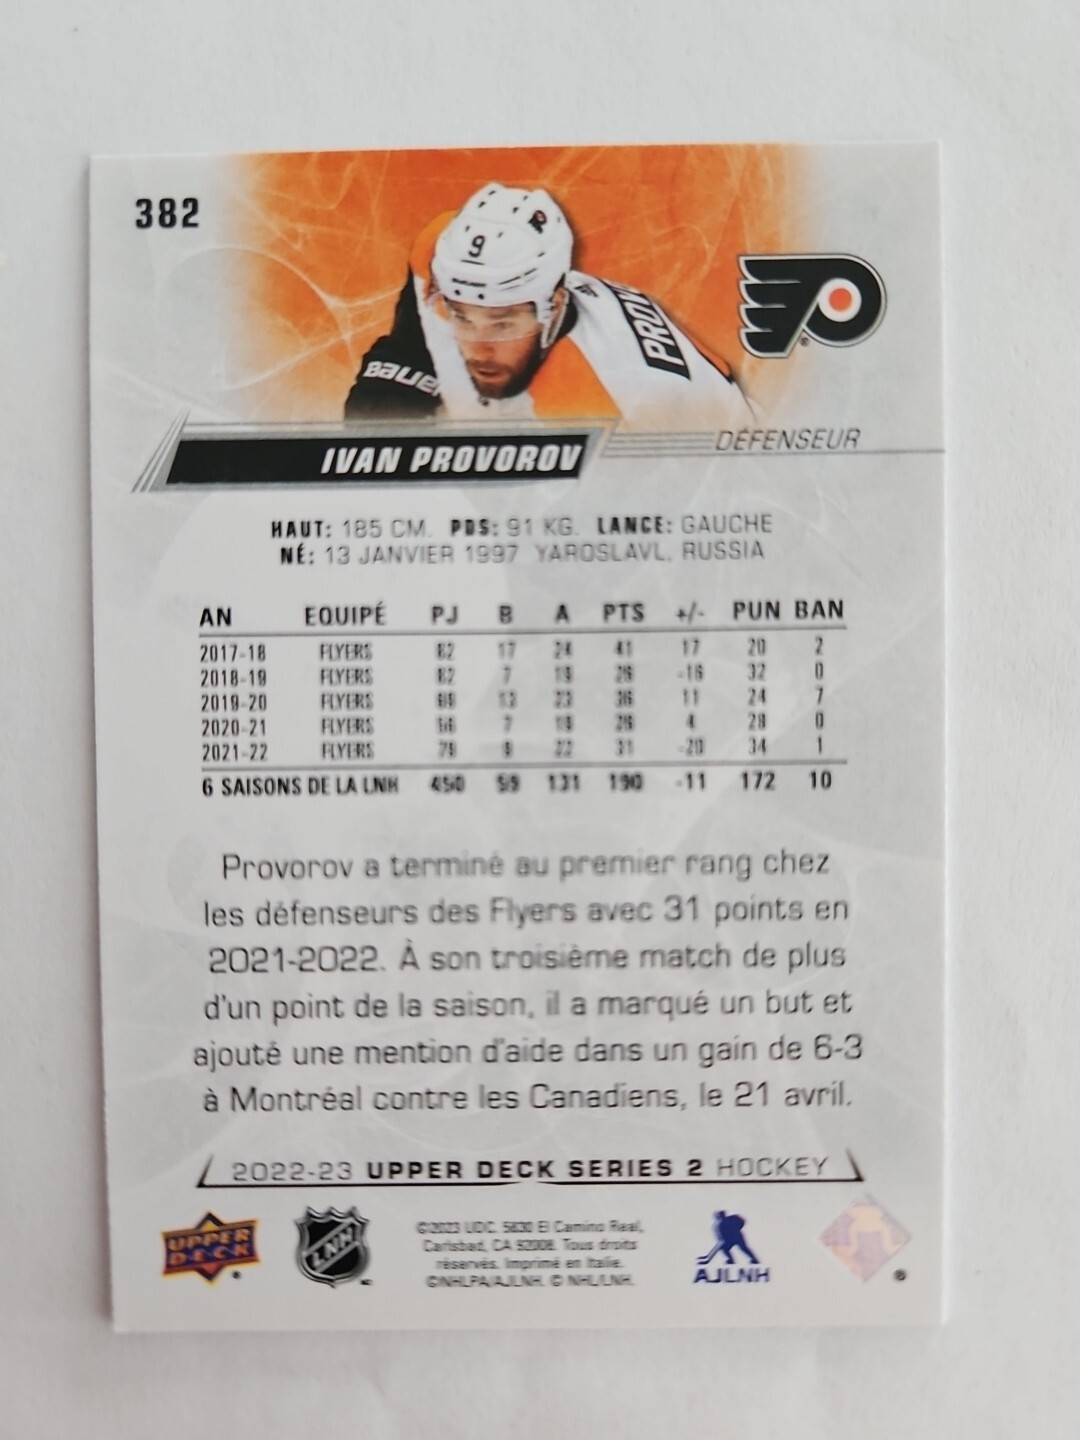 382
9
PROV
BAUER
IVAN PROVOROV
DÉFENSEUR
HAUT: 185 CM. PDS: 91 KG. LANCE: GAUCHE
NÉ: 13 JANVIER 1997 YAROSLAVL, RUSSIA
AN EQUIPÉ PJ B A PTS +/- PUN BAN
2017-18 FLYERS 82 17 24 41 17 20 2
2018-19 FLYERS 82 7 19 26 -16 32 0
2019-20 FLYERS 69 13 23 36 11 24 7
2020-21 FLYERS 56 7 19 26 4 28 0
2021-22 FLYERS 79 9 22 31 -20 34 1
6 SAISONS DE LA LNH 450 59 131 190 -11 172 10
Provorov a terminé au premier rang chez
les défenseurs des Flyers avec 31 points en
2021-2022. À son troisième match de plus
d'un point de la saison, il a marqué un but et
ajouté une mention d'aide dans un gain de 6-3
à Montréal contre les Canadiens, le 21 avril.
2022-23 UPPER DECK SERIES 2 HOCKEY
UPPER
DECK
LNH
©2023 UDC. 5830 El Camino Real,
Carlsbad, CA 92008. Tous droits
réservés. Imprimé en Italie.
©NHLPA/AJLNH. © NHL/LNH.
AJLNH